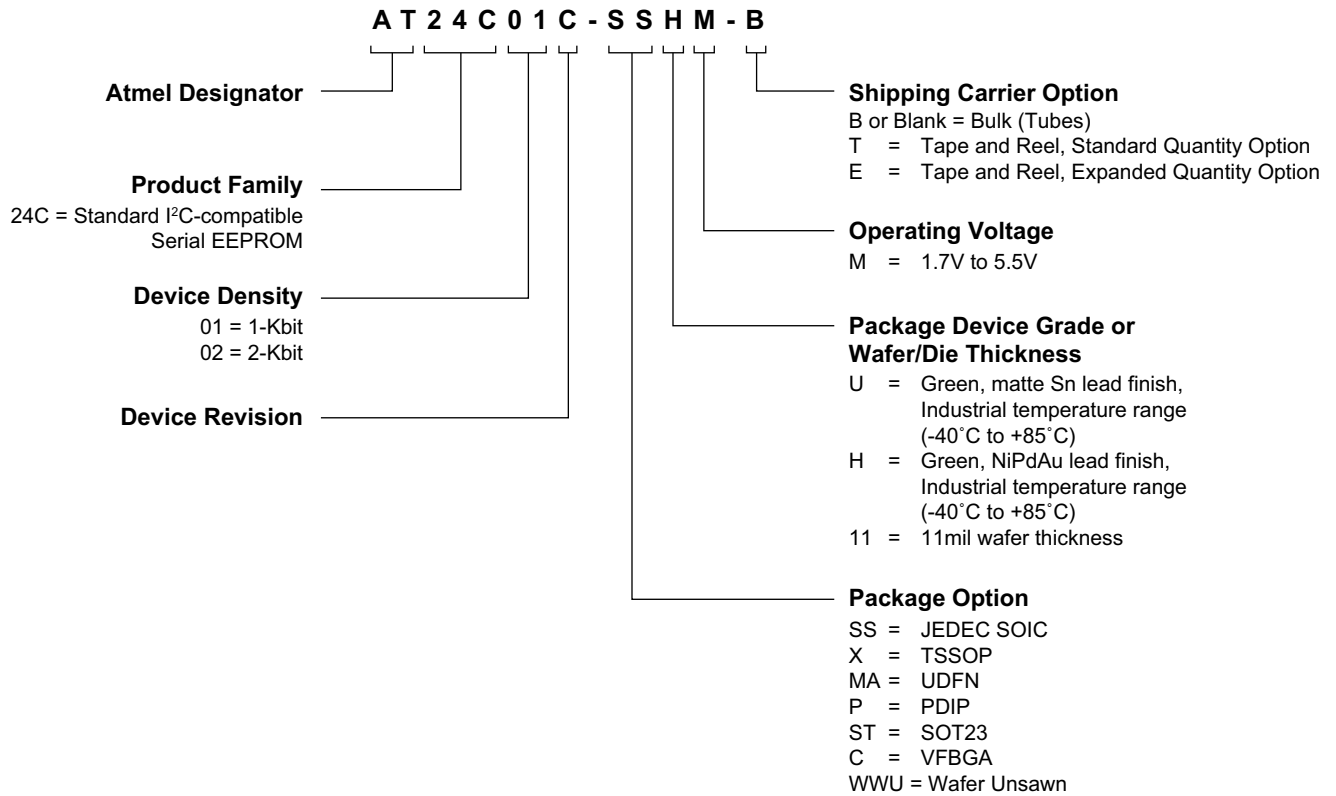 AT24C01C-SSHM-B
Atmel Designator
Product Family
24C = Standard I²C-compatible
Serial EEPROM
Device Density
01 = 1-Kbit
02 = 2-Kbit
Device Revision
Shipping Carrier Option
B or Blank = Bulk (Tubes)
T = Tape and Reel, Standard Quantity Option
E = Tape and Reel, Expanded Quantity Option
Operating Voltage
M = 1.7V to 5.5V
Package Device Grade or
Wafer/Die Thickness
U = Green, matte Sn lead finish,
Industrial temperature range
(-40˚C to +85˚C)
H = Green, NiPdAu lead finish,
Industrial temperature range
(-40˚C to +85˚C)
11 = 11mil wafer thickness
Package Option
SS = JEDEC SOIC
X = TSSOP
MA = UDFN
P = PDIP
ST = SOT23
C = VFBGA
WWU = Wafer Unsawn